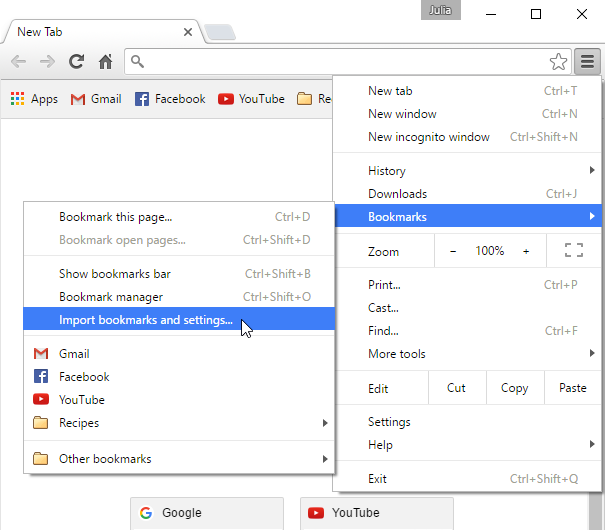 Julia
New Tab
Apps
Gmail
Facebook
YouTube
New tab Ctrl+T
New window Ctrl+N
New incognito window Ctrl+Shift+N
History
Downloads Ctrl+J
Bookmarks
Zoom − 100% +
Print... Ctrl+P
Cast...
Find... Ctrl+F
More tools
Edit Cut Copy Paste
Settings
Help
Exit Ctrl+Shift+Q
Bookmark this page... Ctrl+D
Bookmark open pages... Ctrl+Shift+D
Show bookmarks bar Ctrl+Shift+B
Bookmark manager Ctrl+Shift+O
Import bookmarks and settings...
Gmail
Facebook
YouTube
Recipes
Other bookmarks
Google
YouTube